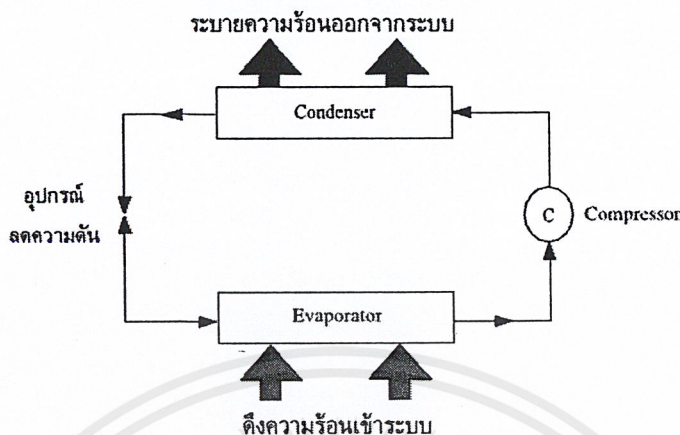 ระบายความร้อนออกจากระบบ
Condenser
อุปกรณ์
ลดความดัน
C
Compressor
Evaporator
ดึงความร้อนเข้าระบบ